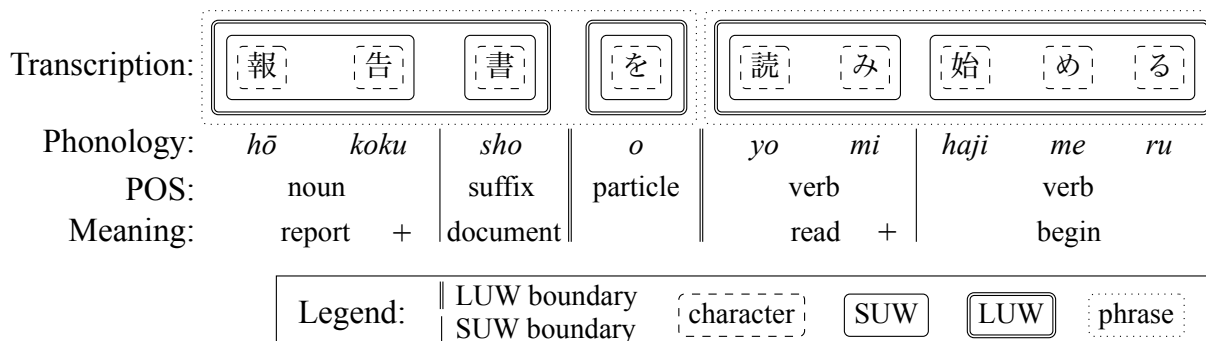 Transcription: 報 告 書 を 読 み 始 め る
Phonology: hō koku sho o yo mi haji me ru
POS: noun suffix particle verb verb
Meaning: report + document read + begin
Legend: LUW boundary character SUW LUW phrase
SUW boundary